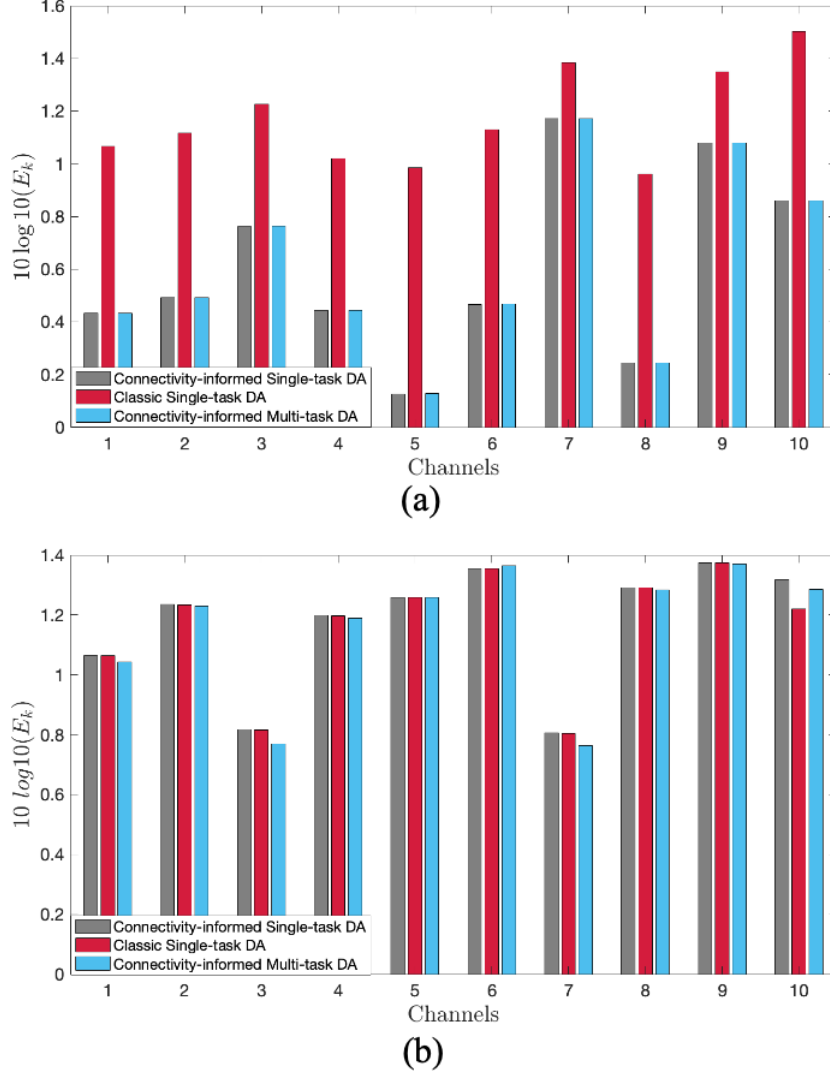 1.6
1.4
1.2
1
0.8
0.6
0.4
0.2
0
10 log 10(E_k)
Connectivity-informed Single-task DA
Classic Single-task DA
Connectivity-informed Multi-task DA
1 2 3 4 5 6 7 8 9 10
Channels
(a)
1.4
1.2
1
0.8
0.6
0.4
0.2
0
10 log10(E_k)
Connectivity-informed Single-task DA
Classic Single-task DA
Connectivity-informed Multi-task DA
1 2 3 4 5 6 7 8 9 10
Channels
(b)